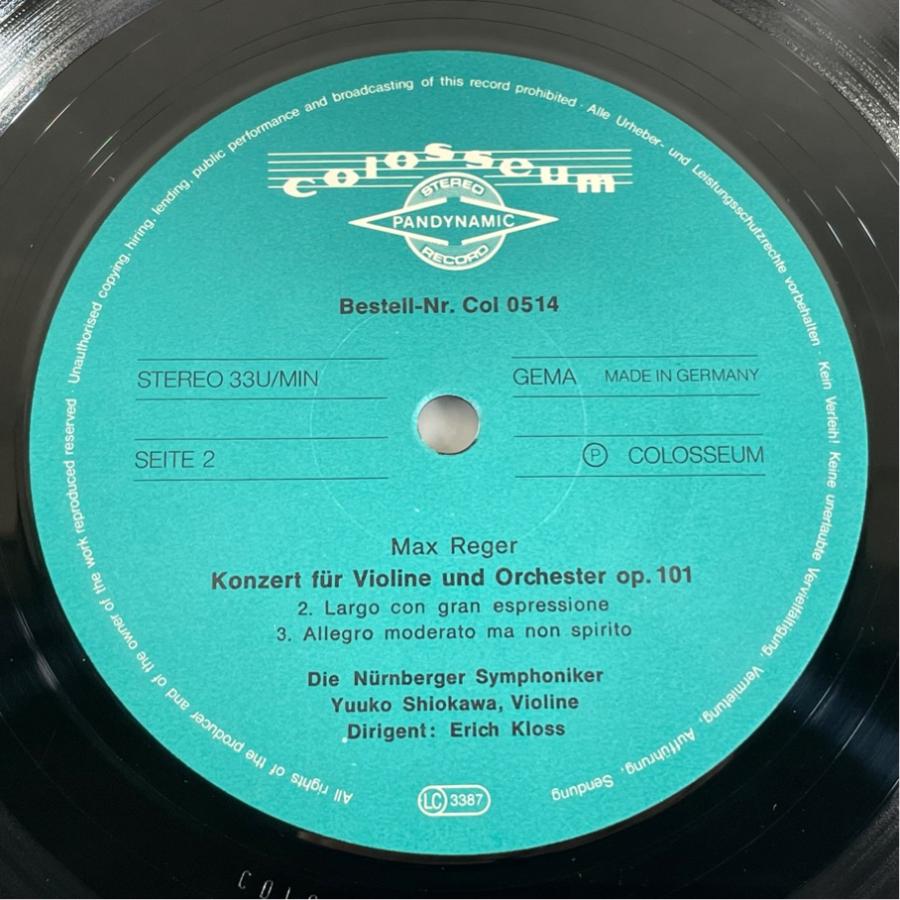 All rights of the producer and of the owner of the work reproduced reserved · Unauthorised copying, hiring, lending, public performance and broadcasting of this record prohibited · Alle Urheber- und Leistungsschutzrechte vorbehalten · Kein Verleih! Keine unerlaubte Vervielfältigung, Vermietung, Aufführung, Sendung
colosseum
STEREO
PANDYNAMIC
RECORD
Bestell-Nr. Col 0514
STEREO 33U/MIN
GEMA MADE IN GERMANY
SEITE 2
Ⓟ COLOSSEUM
Max Reger
Konzert für Violine und Orchester op. 101
2. Largo con gran espressione
3. Allegro moderato ma non spirito
Die Nürnberger Symphoniker
Yuuko Shiokawa, Violine
Dirigent: Erich Kloss
LC 3387